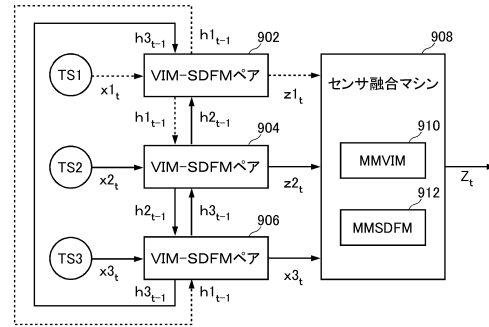 h3t-1 h1t-1 902 908
TS1 VIM-SDFMペア センサ融合マシン
x1t z1t
h1t-1 h2t-1 904 910
TS2 VIM-SDFMペア MMVIM
x2t z2t Zt
h2t-1 h3t-1 906 912
MMSDFM
TS3 VIM-SDFMペア
x3t x3t
h3t-1 h1t-1